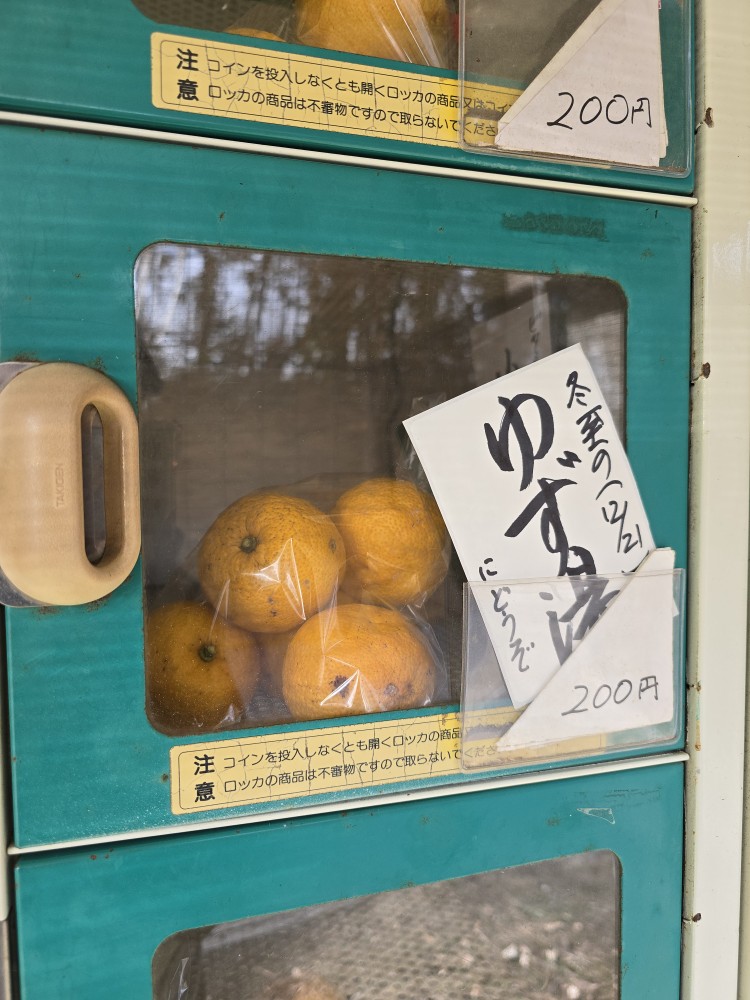 注意
コインを投入しなくとも開くロッカの商品又はコイン
ロッカの商品は不審物ですので取らないでください
200円
TAKIGEN
冬至の(12/21)
ゆず湯
にどうぞ
200円
注意
コインを投入しなくとも開くロッカの商品
ロッカの商品は不審物ですので取らないでくださ